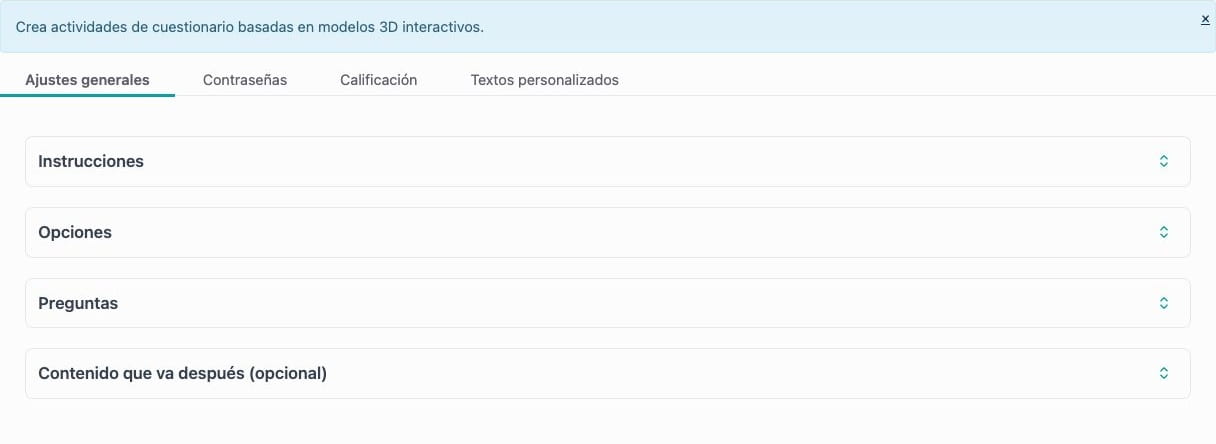 Crea actividades de cuestionario basadas en modelos 3D interactivos.
x
Ajustes generales Contraseñas Calificación Textos personalizados
Instrucciones
Opciones
Preguntas
Contenido que va después (opcional)